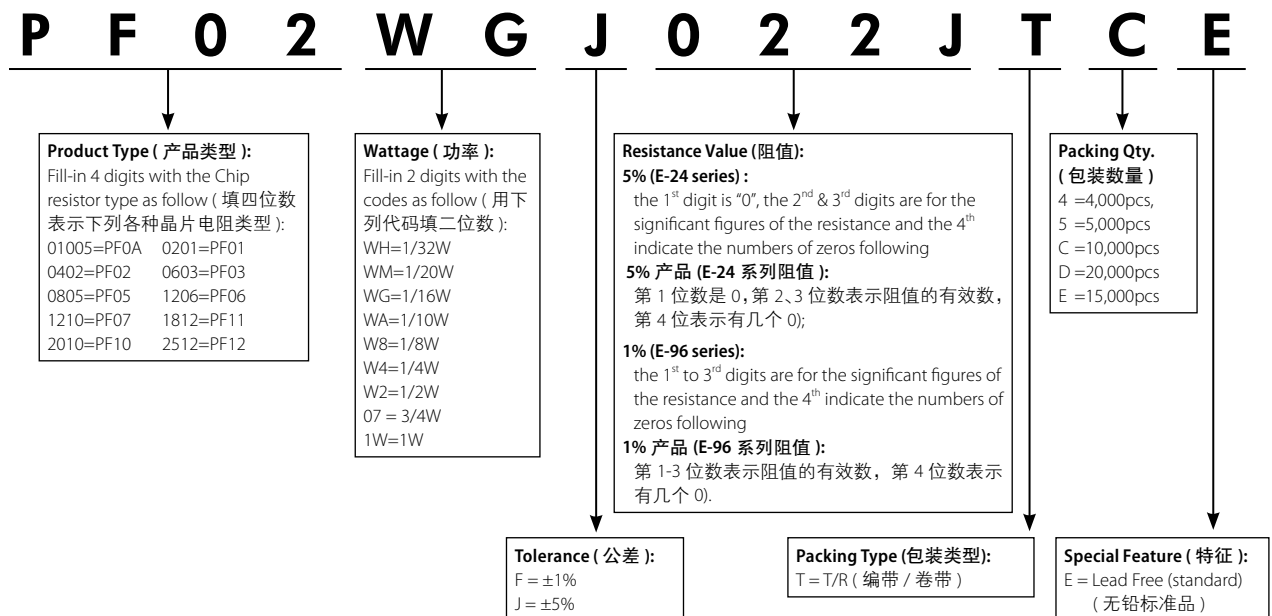 P F 0 2 W G J 0 2 2 J T C E
Product Type ( 产品类型 ):
Fill-in 4 digits with the Chip
resistor type as follow ( 填四位数
表示下列各种晶片电阻类型 ):
01005=PF0A 0201=PF01
0402=PF02 0603=PF03
0805=PF05 1206=PF06
1210=PF07 1812=PF11
2010=PF10 2512=PF12
Wattage ( 功率 ):
Fill-in 2 digits with the
codes as follow ( 用下
列代码填二位数 ):
WH=1/32W
WM=1/20W
WG=1/16W
WA=1/10W
W8=1/8W
W4=1/4W
W2=1/2W
07 = 3/4W
1W=1W
Resistance Value (阻值):
5% (E-24 series) :
the 1st digit is “0”, the 2nd & 3rd digits are for the
significant figures of the resistance and the 4th
indicate the numbers of zeros following
5% 产品 (E-24 系列阻值 ):
第 1 位数是 0，第 2、3 位数表示阻值的有效数，
第 4 位表示有几个 0);
1% (E-96 series):
the 1st to 3rd digits are for the significant figures of
the resistance and the 4th indicate the numbers of
zeros following
1% 产品 (E-96 系列阻值 ):
第 1-3 位数表示阻值的有效数，第 4 位数表示
有几个 0).
Packing Qty.
( 包装数量 )
4 =4,000pcs,
5 =5,000pcs
C =10,000pcs
D =20,000pcs
E =15,000pcs
Tolerance ( 公差 ):
F = ±1%
J = ±5%
Packing Type (包装类型):
T = T/R ( 编带 / 卷带 )
Special Feature ( 特征 ):
E = Lead Free (standard)
( 无铅标准品 )